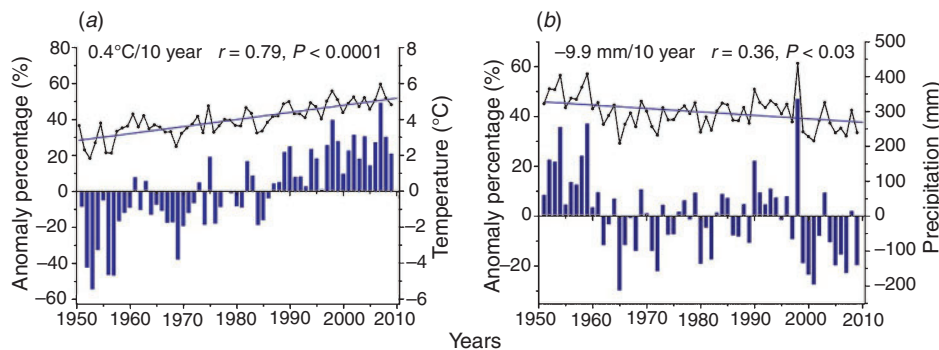 (a)
0.4°C/10 year r = 0.79, P < 0.0001
Anomaly percentage (%)
80
60
40
20
0
−20
−40
−60
8
6
4
2
0
−2
−4
−6
Temperature (°C)
1950 1960 1970 1980 1990 2000 2010
(b)
−9.9 mm/10 year r = 0.36, P < 0.03
Anomaly percentage (%)
60
40
20
0
−20
500
400
300
200
100
0
−100
−200
Precipitation (mm)
1950 1960 1970 1980 1990 2000 2010
Years